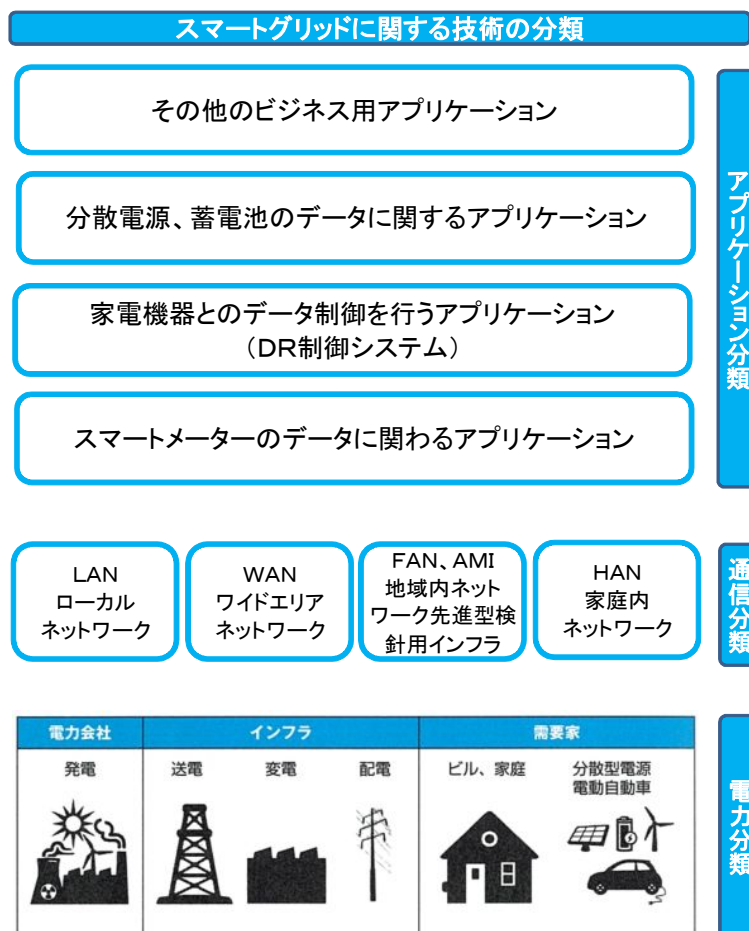 スマートグリッドに関する技術の分類
その他のビジネス用アプリケーション
分散電源、蓄電池のデータに関するアプリケーション
家電機器とのデータ制御を行うアプリケーション
（DR制御システム）
スマートメーターのデータに関わるアプリケーション
アプリケーション分類
LAN
ローカル
ネットワーク
WAN
ワイドエリア
ネットワーク
FAN、AMI
地域内ネット
ワーク先進型検
針用インフラ
HAN
家庭内
ネットワーク
通信分類
電力会社
インフラ
需要家
発電
送電
変電
配電
ビル、家庭
分散型電源
電動自動車
電力分類